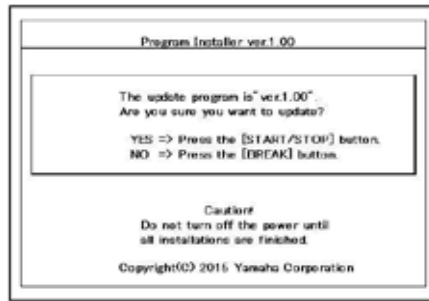 Program Installer ver.1.00
The update program is"ver.1.00".
Are you sure you want to update?
YES => Press the [START/STOP] button.
NO => Press the [BREAK] button.
Caution!
Do not turn off the power until
all installations are finished.
Copyright(C) 2015 Yamaha Corporation